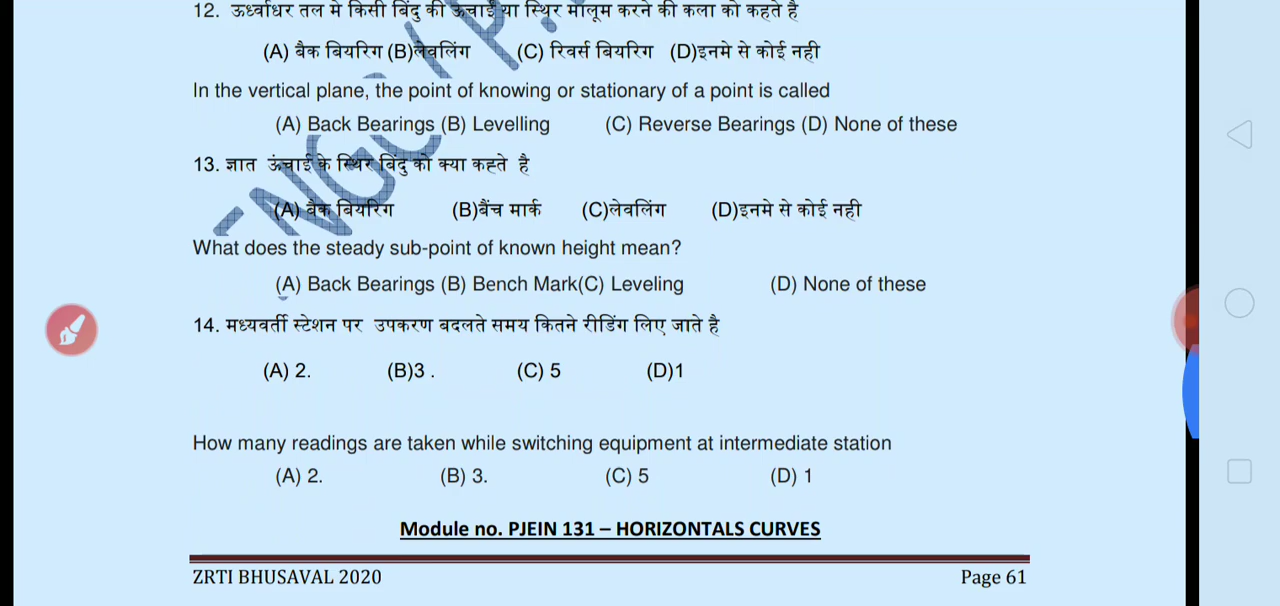 12. ऊर्ध्वाधर तल मे किसी बिंदु की ऊंचाई या स्थिर मालूम करने की कला को कहते है
(A) बैक बियरिग (B)लेवलिंग (C) रिवर्स बियरिग (D)इनमे से कोई नही
In the vertical plane, the point of knowing or stationary of a point is called
(A) Back Bearings (B) Levelling (C) Reverse Bearings (D) None of these
13. ज्ञात ऊंचाई के स्थिर बिंदु को क्या कह्ते है
(A) बैक बियरिग (B)बैंच मार्क (C)लेवलिंग (D)इनमे से कोई नही
What does the steady sub-point of known height mean?
(A) Back Bearings (B) Bench Mark(C) Leveling (D) None of these
14. मध्यवर्ती स्टेशन पर उपकरण बदलते समय कितने रीडिंग लिए जाते है
(A) 2. (B)3 . (C) 5 (D)1
How many readings are taken while switching equipment at intermediate station
(A) 2. (B) 3. (C) 5 (D) 1
Module no. PJEIN 131 – HORIZONTALS CURVES
ZRTI BHUSAVAL 2020 Page 61